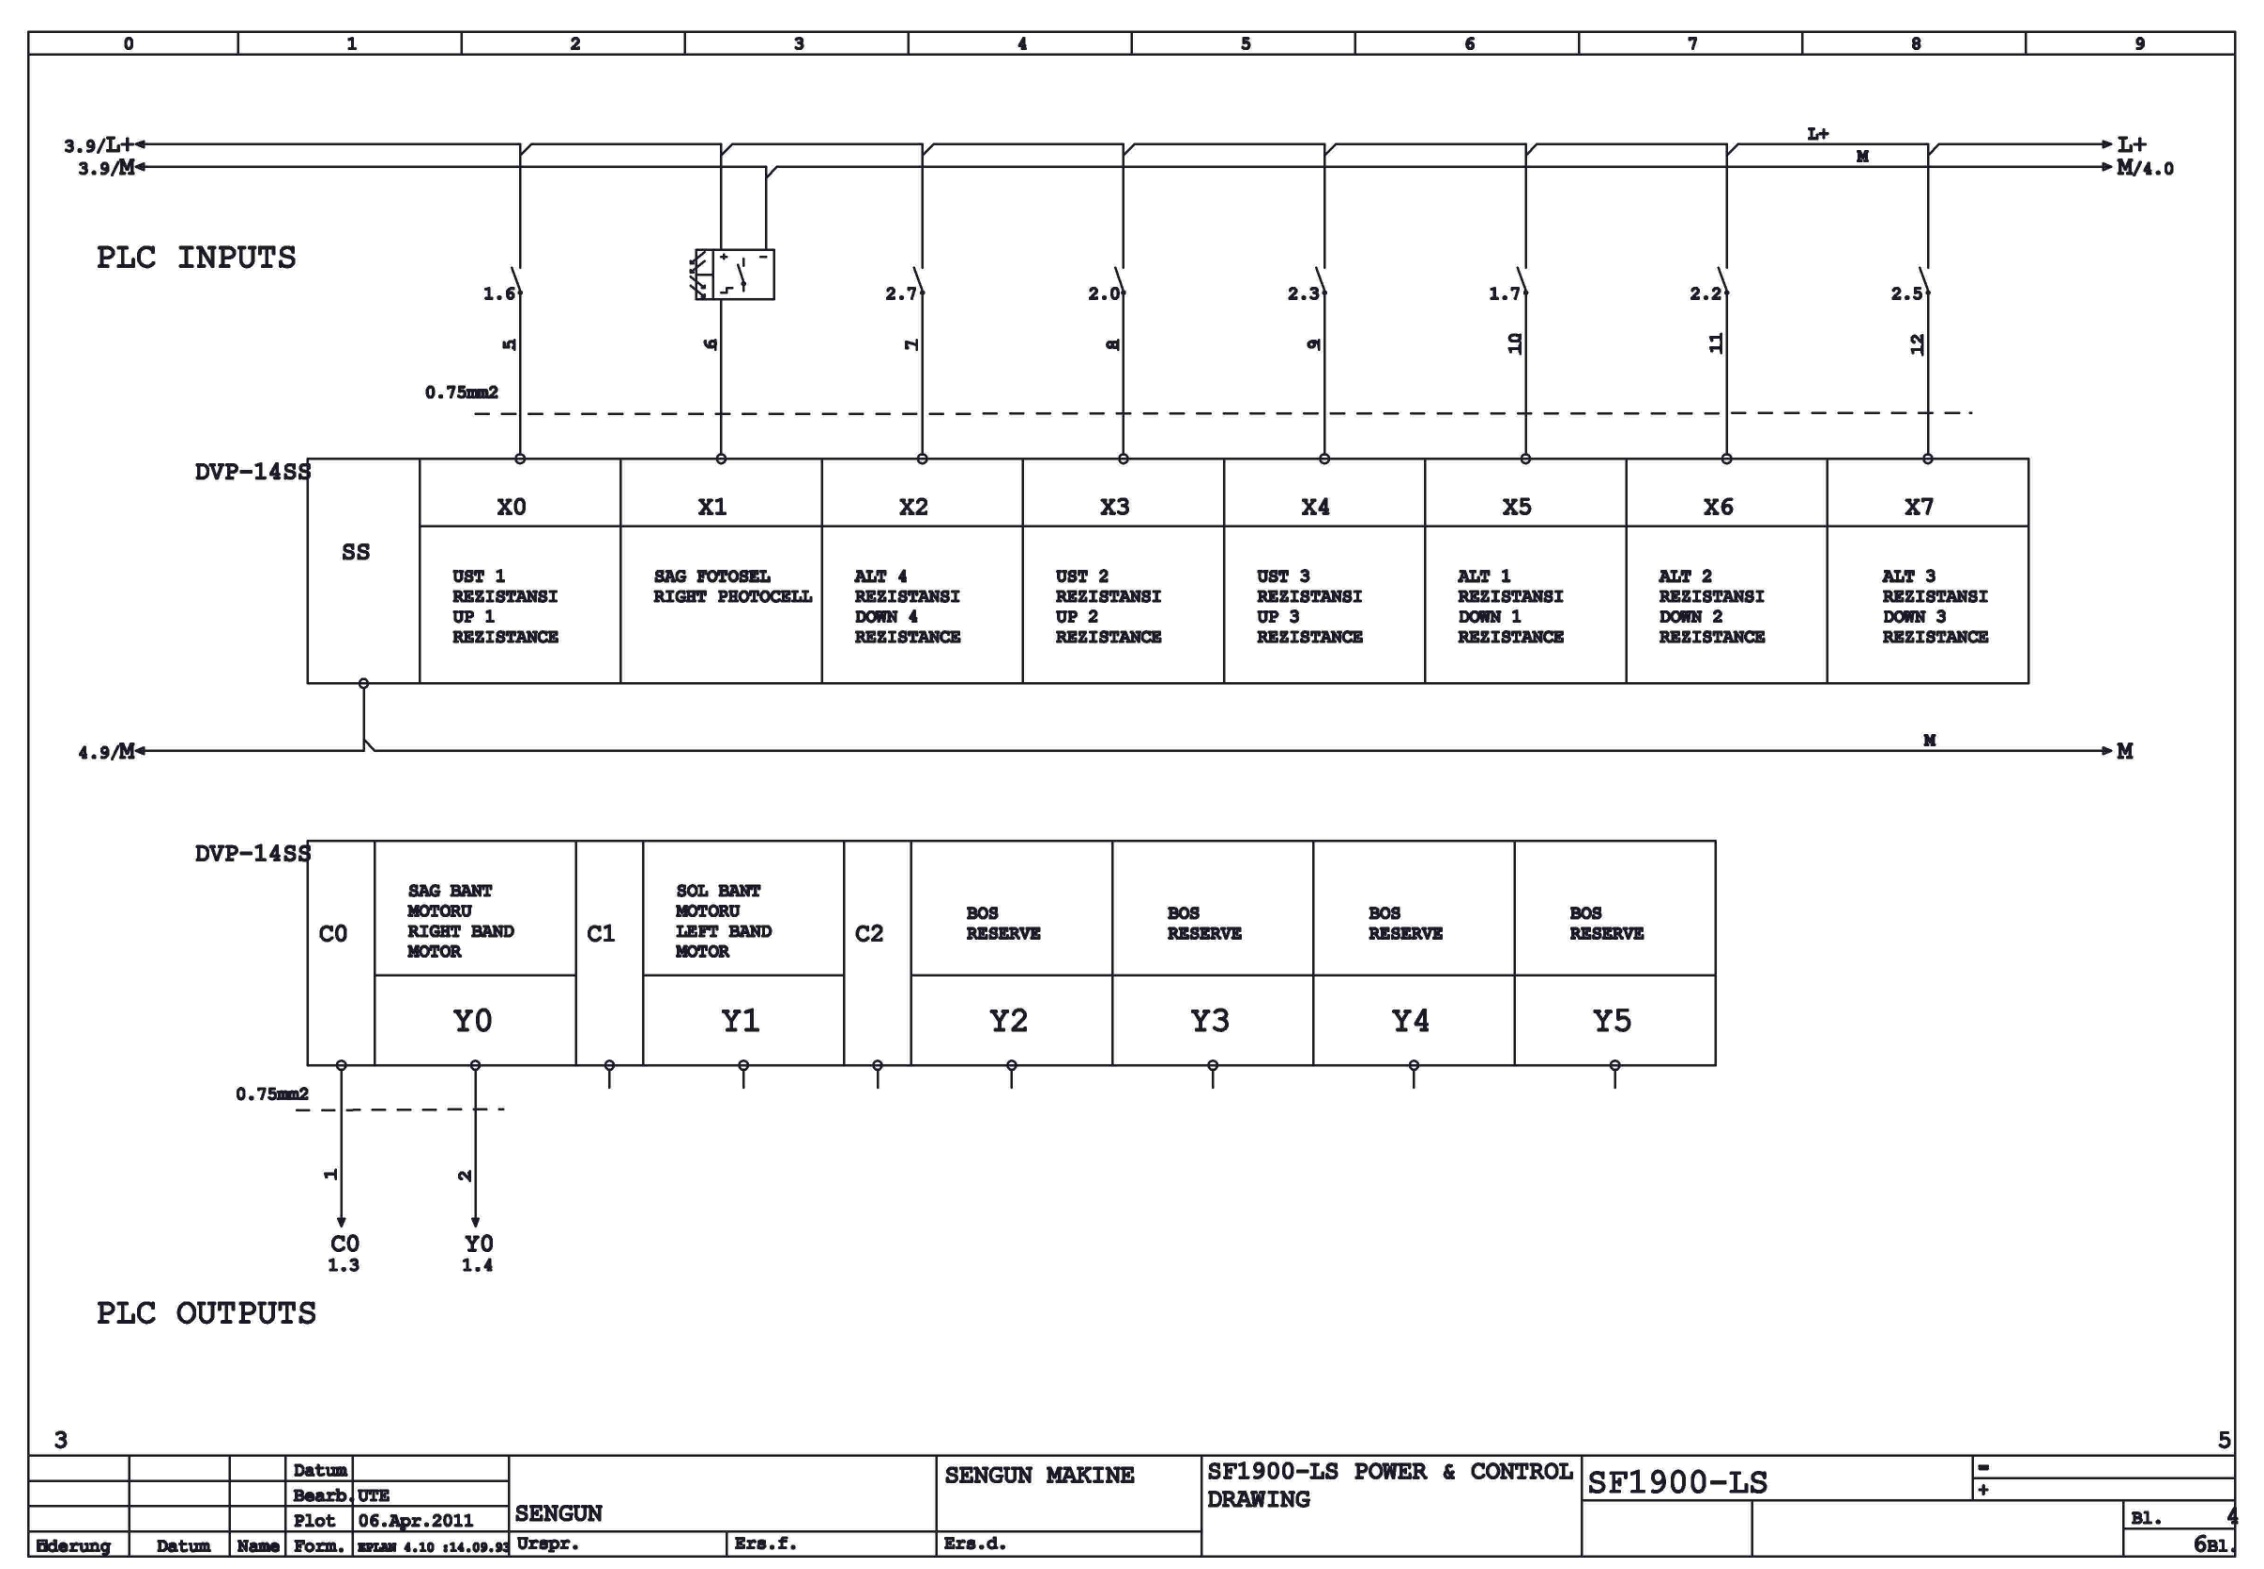 0 1 2 3 4 5 6 7 8 9
L+
3.9/L+ L+
M
3.9/M M/4.0
PLC INPUTS
+ -
1.6 2.7 2.0 2.3 1.7 2.2 2.5
5 6 7 8 9 10 11 12
0.75mm2
DVP-14SS
SS
X0 X1 X2 X3 X4 X5 X6 X7
UST 1
REZISTANSI
UP 1
REZISTANCE
SAG FOTOSEL
RIGHT PHOTOCELL
ALT 4
REZISTANSI
DOWN 4
REZISTANCE
UST 2
REZISTANSI
UP 2
REZISTANCE
UST 3
REZISTANSI
UP 3
REZISTANCE
ALT 1
REZISTANSI
DOWN 1
REZISTANCE
ALT 2
REZISTANSI
DOWN 2
REZISTANCE
ALT 3
REZISTANSI
DOWN 3
REZISTANCE
M
4.9/M M
DVP-14SS
C0
SAG BANT
MOTORU
RIGHT BAND
MOTOR
C1
SOL BANT
MOTORU
LEFT BAND
MOTOR
C2
BOS
RESERVE
BOS
RESERVE
BOS
RESERVE
BOS
RESERVE
Y0 Y1 Y2 Y3 Y4 Y5
0.75mm2
1 2
C0 Y0
1.3 1.4
PLC OUTPUTS
3 5
Datum
Bearb. UTE
Plot 06.Apr.2011
Datum Name Form. EPLAN 4.10 :14.09.93
SENGUN
Urspr. Ers.f. Ers.d.
SENGUN MAKINE
SF1900-LS POWER & CONTROL
DRAWING
SF1900-LS
=
+
Bl. 4
6Bl.